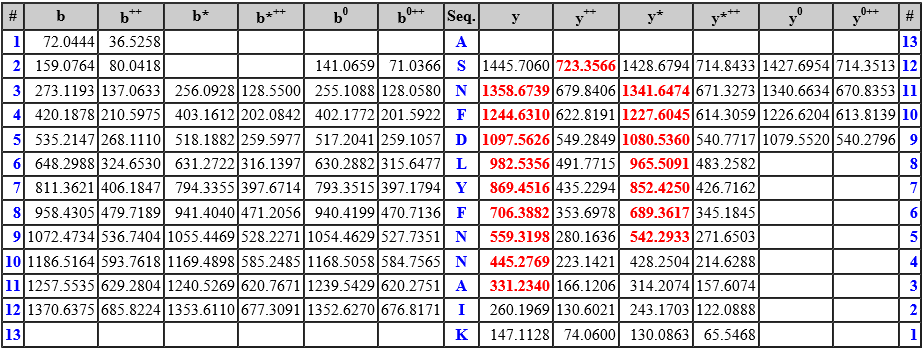 # b b++ b* b*++ b0 b0++ Seq. y y++ y* y*++ y0 y0++ #
1 72.0444 36.5258 A 13
2 159.0764 80.0418 141.0659 71.0366 S 1445.7060 723.3566 1428.6794 714.8433 1427.6954 714.3513 12
3 273.1193 137.0633 256.0928 128.5500 255.1088 128.0580 N 1358.6739 679.8406 1341.6474 671.3273 1340.6634 670.8353 11
4 420.1878 210.5975 403.1612 202.0842 402.1772 201.5922 F 1244.6310 622.8191 1227.6045 614.3059 1226.6204 613.8139 10
5 535.2147 268.1110 518.1882 259.5977 517.2041 259.1057 D 1097.5626 549.2849 1080.5360 540.7717 1079.5520 540.2796 9
6 648.2988 324.6530 631.2722 316.1397 630.2882 315.6477 L 982.5356 491.7715 965.5091 483.2582 8
7 811.3621 406.1847 794.3355 397.6714 793.3515 397.1794 Y 869.4516 435.2294 852.4250 426.7162 7
8 958.4305 479.7189 941.4040 471.2056 940.4199 470.7136 F 706.3882 353.6978 689.3617 345.1845 6
9 1072.4734 536.7404 1055.4469 528.2271 1054.4629 527.7351 N 559.3198 280.1636 542.2933 271.6503 5
10 1186.5164 593.7618 1169.4898 585.2485 1168.5058 584.7565 N 445.2769 223.1421 428.2504 214.6288 4
11 1257.5535 629.2804 1240.5269 620.7671 1239.5429 620.2751 A 331.2340 166.1206 314.2074 157.6074 3
12 1370.6375 685.8224 1353.6110 677.3091 1352.6270 676.8171 I 260.1969 130.6021 243.1703 122.0888 2
13 K 147.1128 74.0600 130.0863 65.5468 1